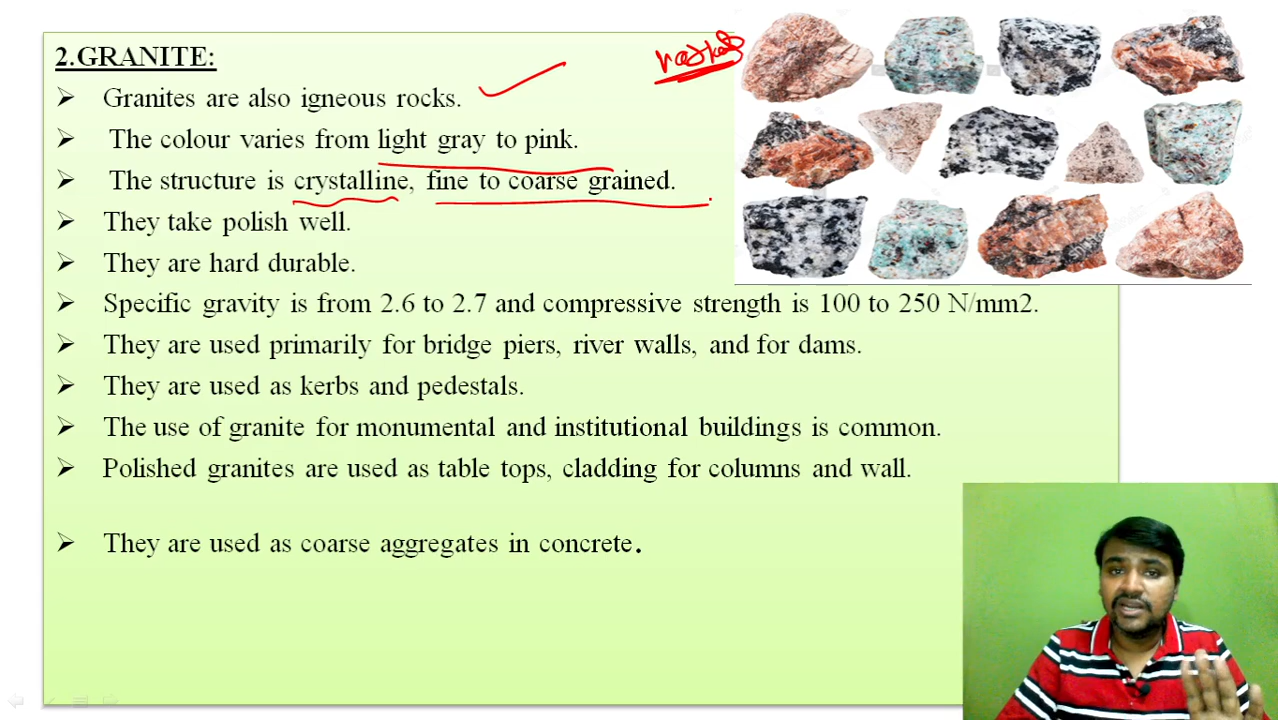 2.GRANITE:
➢ Granites are also igneous rocks.
➢ The colour varies from light gray to pink.
➢ The structure is crystalline, fine to coarse grained.
➢ They take polish well.
➢ They are hard durable.
➢ Specific gravity is from 2.6 to 2.7 and compressive strength is 100 to 250 N/mm2.
➢ They are used primarily for bridge piers, river walls, and for dams.
➢ They are used as kerbs and pedestals.
➢ The use of granite for monumental and institutional buildings is common.
➢ Polished granites are used as table tops, cladding for columns and wall.
➢ They are used as coarse aggregates in concrete.